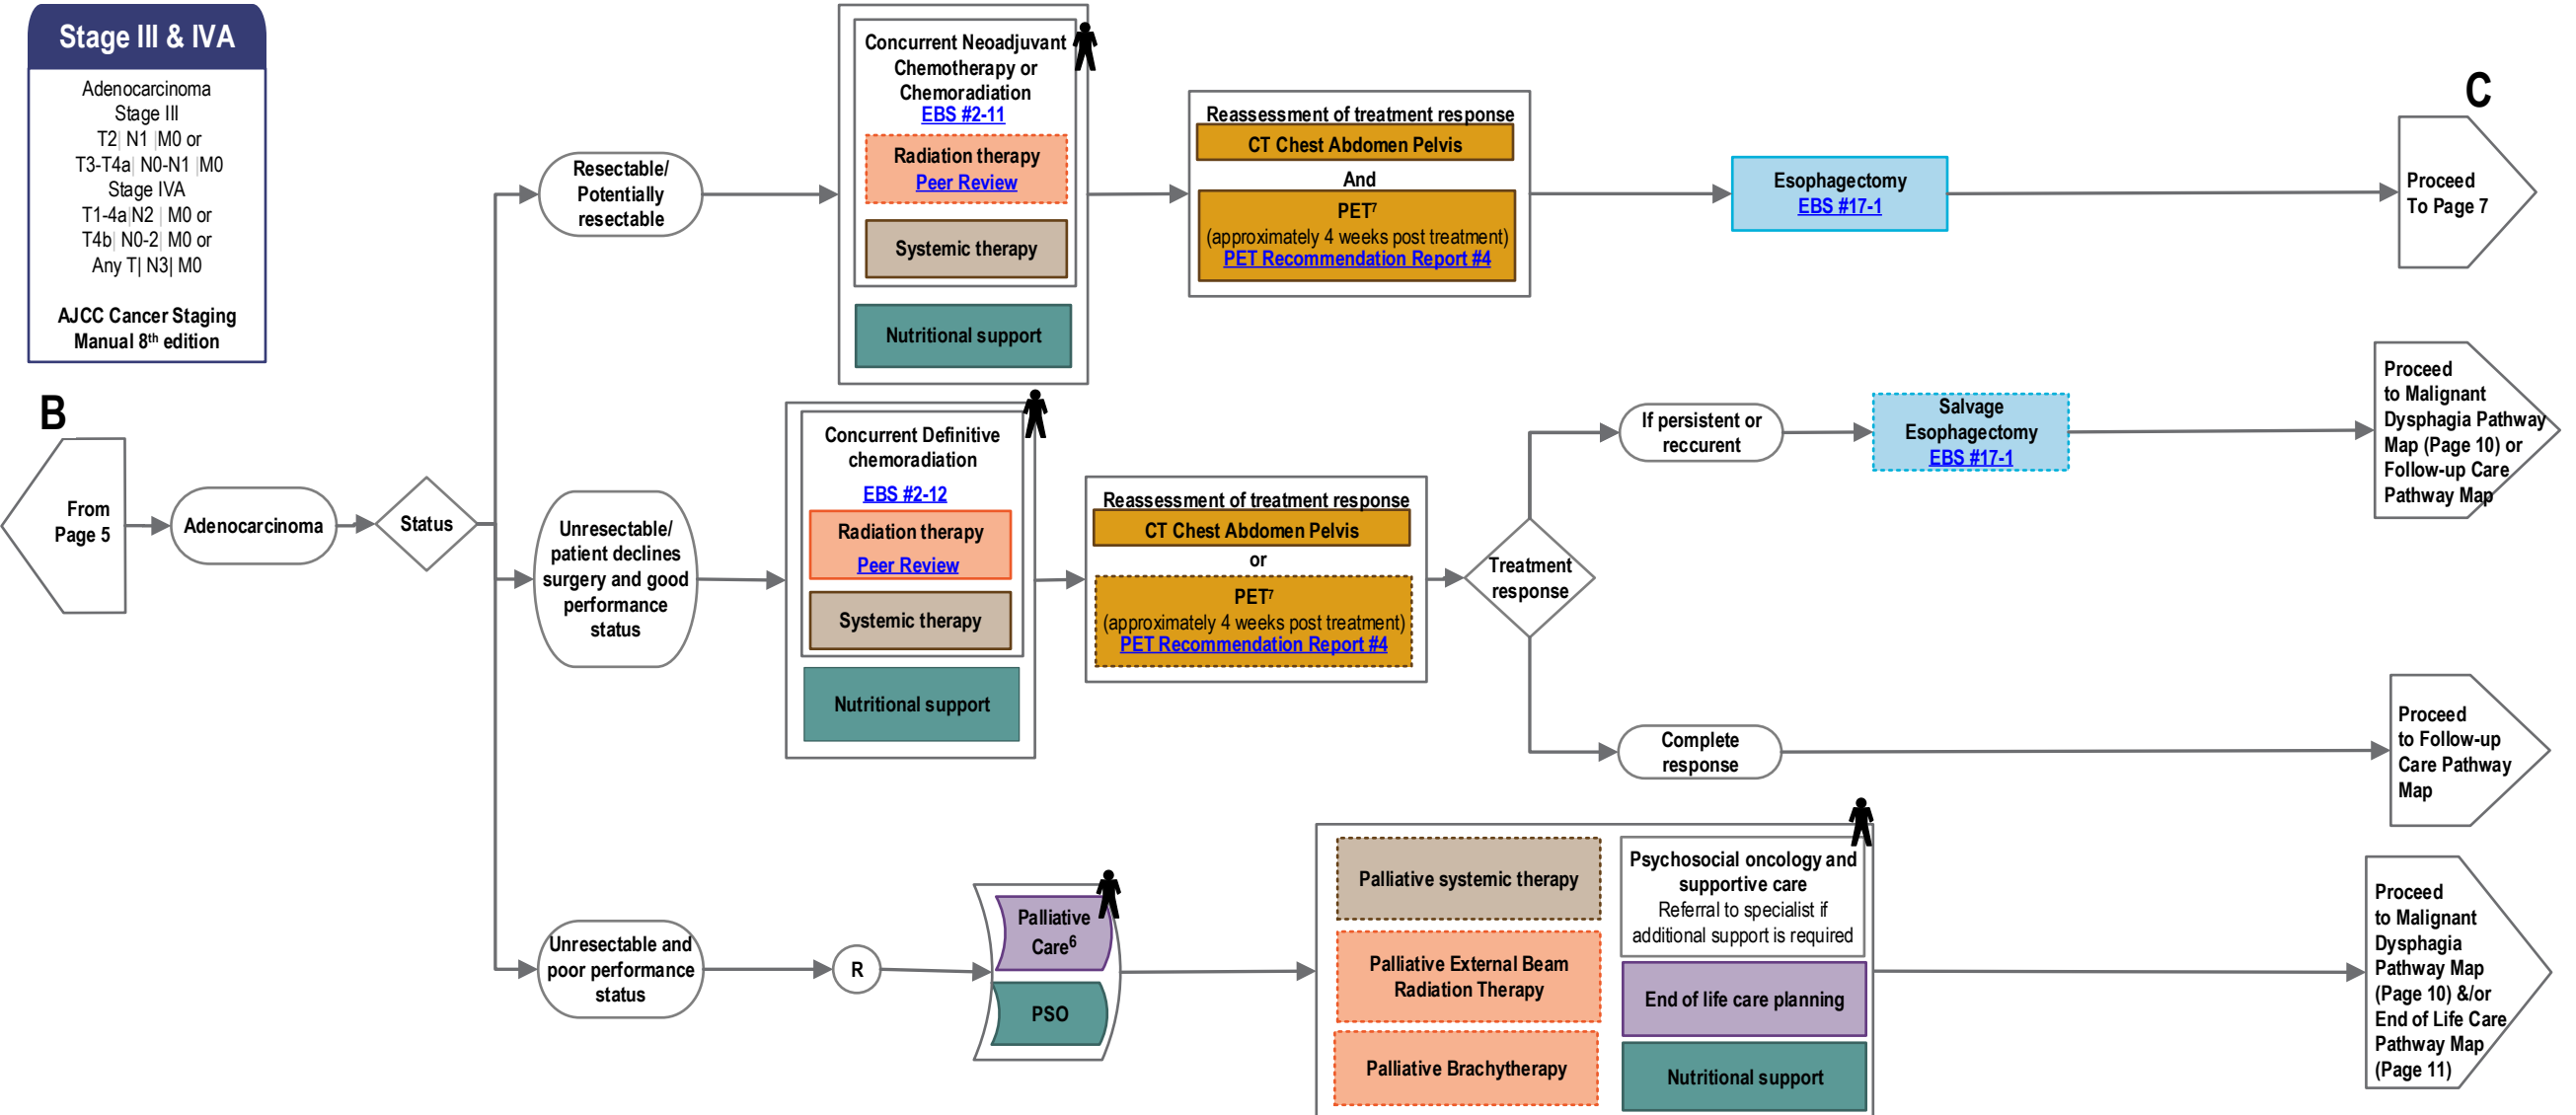 Stage III & IVA
Adenocarcinoma
Stage III
T2| N1 |M0 or
T3-T4a| N0-N1 |M0
Stage IVA
T1-4a|N2 | M0 or
T4b| N0-2| M0 or
Any T| N3| M0
AJCC Cancer Staging
Manual 8th edition
B
From
Page 5
Adenocarcinoma
Status
Resectable/
Potentially
resectable
Concurrent Neoadjuvant
Chemotherapy or
Chemoradiation
EBS #2-11
Radiation therapy
Peer Review
Systemic therapy
Nutritional support
Reassessment of treatment response
CT Chest Abdomen Pelvis
And
PET7
(approximately 4 weeks post treatment)
PET Recommendation Report #4
Esophagectomy
EBS #17-1
C
Proceed
To Page 7
Unresectable/
patient declines
surgery and good
performance
status
Concurrent Definitive
chemoradiation
EBS #2-12
Radiation therapy
Peer Review
Systemic therapy
Nutritional support
Reassessment of treatment response
CT Chest Abdomen Pelvis
or
PET7
(approximately 4 weeks post treatment)
PET Recommendation Report #4
Treatment
response
If persistent or
reccurent
Salvage
Esophagectomy
EBS #17-1
Proceed
to Malignant
Dysphagia Pathway
Map (Page 10) or
Follow-up Care
Pathway Map
Complete
response
Proceed
to Follow-up
Care Pathway
Map
Unresectable and
poor performance
status
R
Palliative
Care6
PSO
Palliative systemic therapy
Palliative External Beam
Radiation Therapy
Palliative Brachytherapy
Psychosocial oncology and
supportive care
Referral to specialist if
additional support is required
End of life care planning
Nutritional support
Proceed
to Malignant
Dysphagia
Pathway Map
(Page 10) &/or
End of Life Care
Pathway Map
(Page 11)